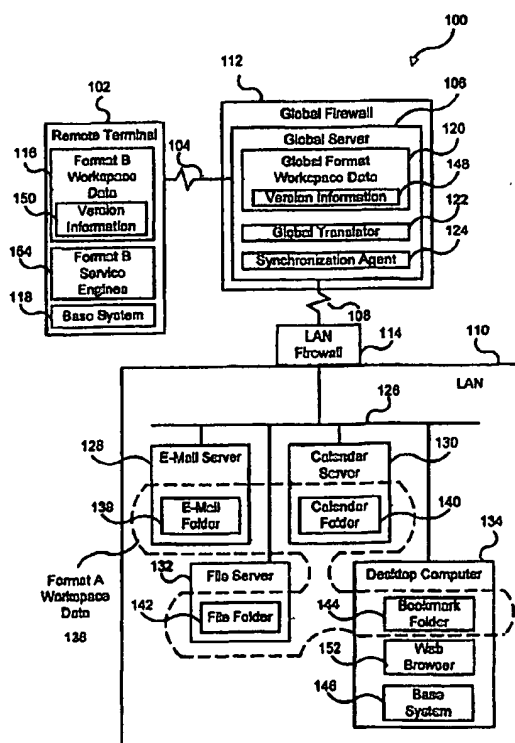 100
102
Remote Terminal
116
Format B
Workspace
Data
150
Version
Information
164
Format B
Service
Engines
118
Base System
104
112
Global Firewall
106
Global Server
120
Global Format
Workspace Data
148
Version Information
122
Global Translator
124
Synchronization Agent
108
LAN
Firewall
114
110
LAN
126
128
E-Mail Server
138
E-Mail
Folder
130
Calendar
Server
Calendar
Folder
140
Format A
Workspace
Data
136
132
File Server
142
File Folder
134
Desktop Computer
144
Bookmark
Folder
152
Web
Browser
146
Base
System